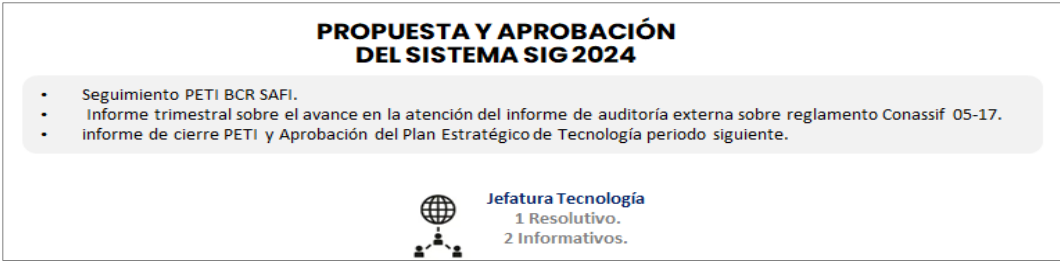 PROPUESTA Y APROBACIÓN
DEL SISTEMA SIG 2024
• Seguimiento PETI BCR SAFI.
• Informe trimestral sobre el avance en la atención del informe de auditoría externa sobre reglamento Conassif 05-17.
• informe de cierre PETI y Aprobación del Plan Estratégico de Tecnología periodo siguiente.
Jefatura Tecnología
1 Resolutivo.
2 Informativos.